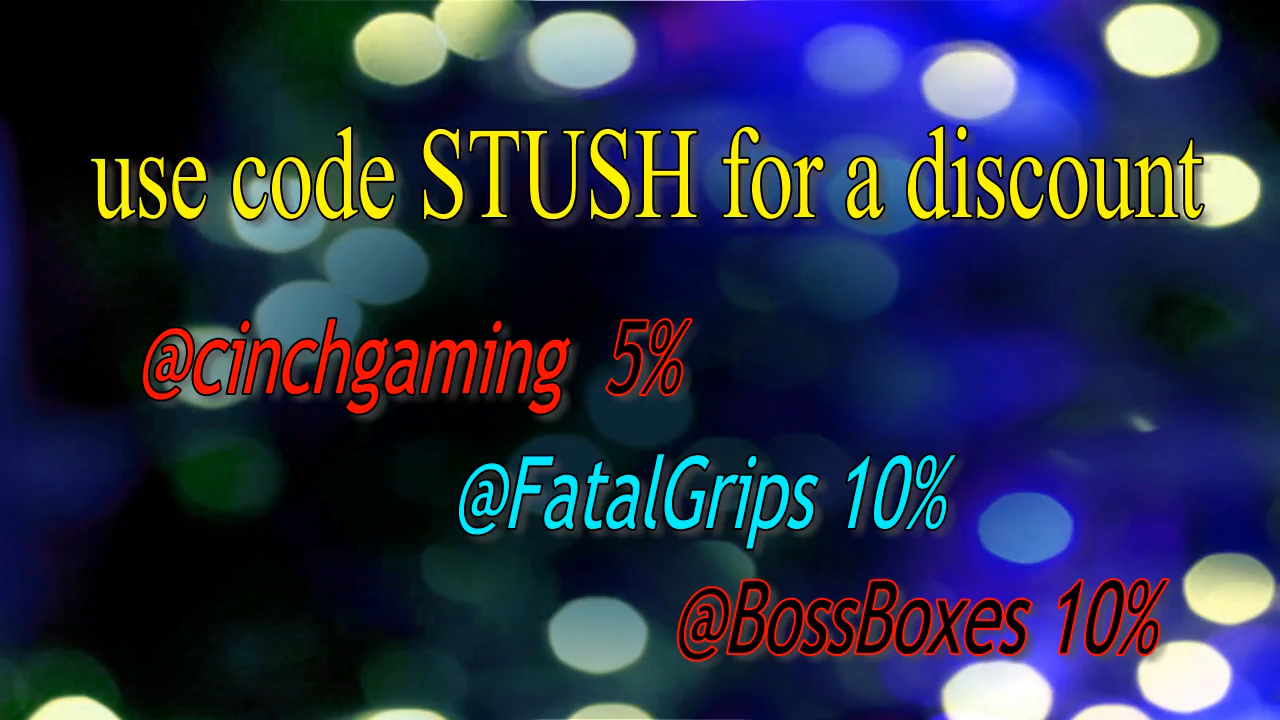 use code STUSH for a discount
@cinchgaming 5%
@FatalGrips 10%
@BossBoxes 10%